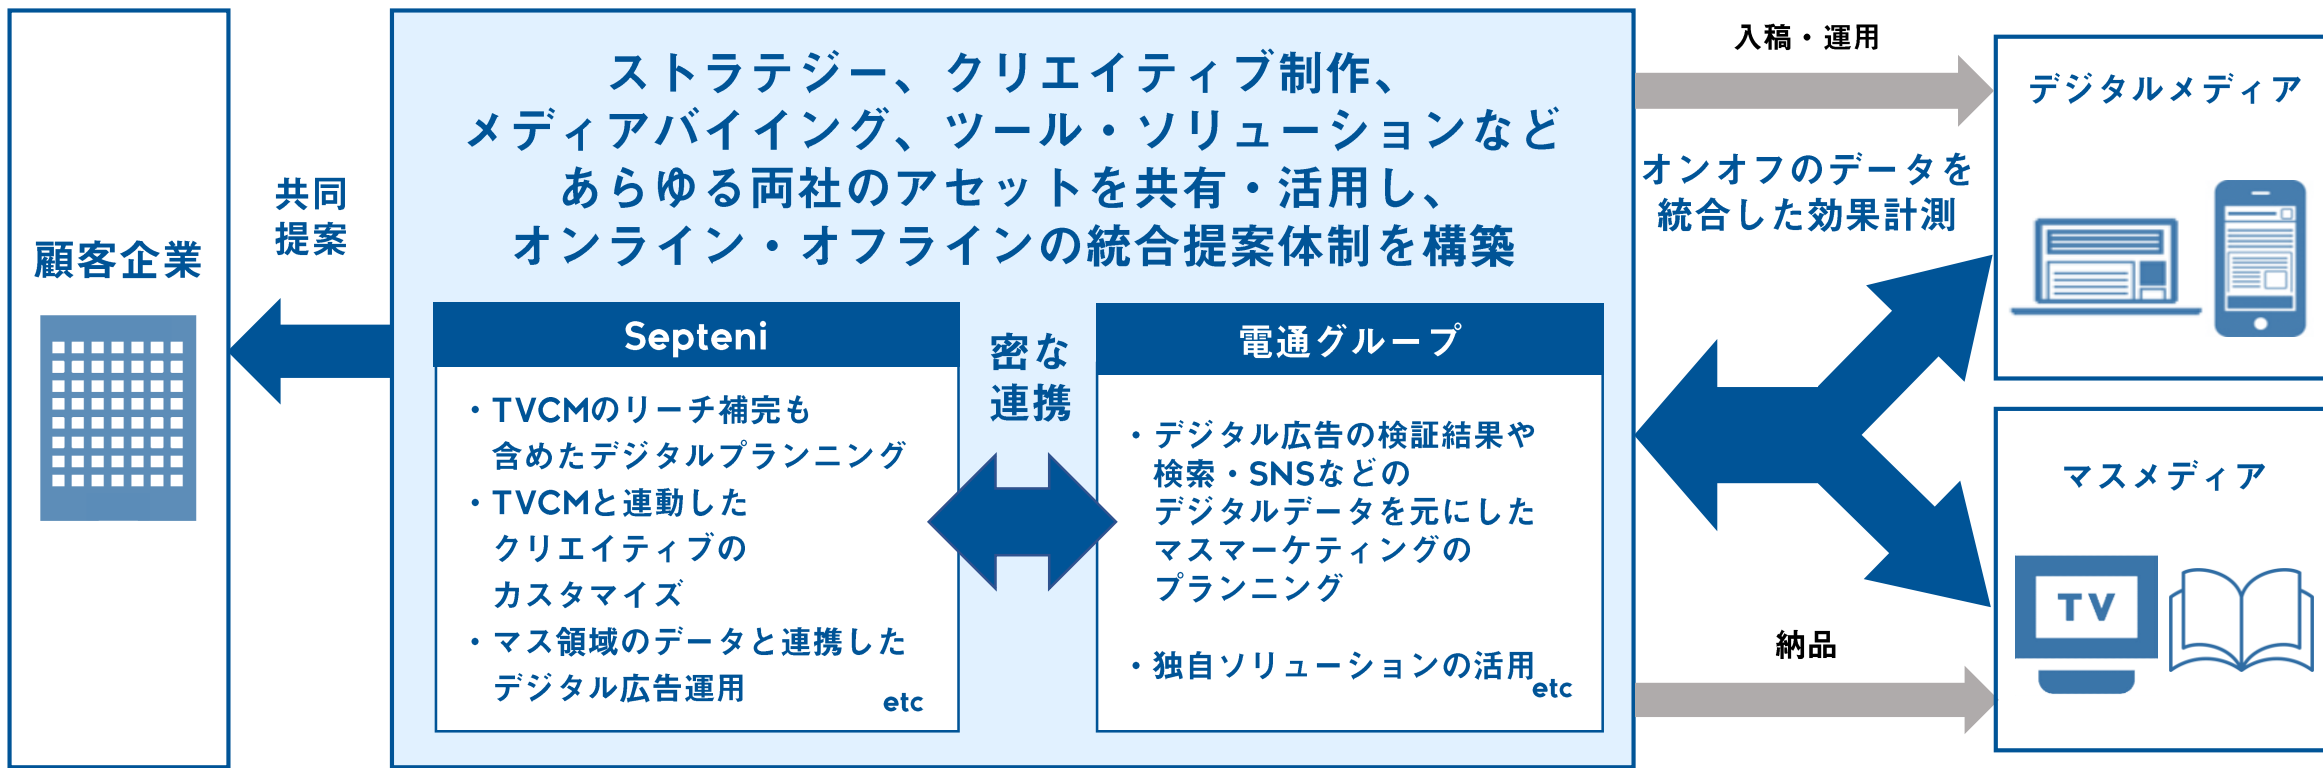 顧客企業
共同
提案
ストラテジー、クリエイティブ制作、
メディアバイイング、ツール・ソリューションなど
あらゆる両社のアセットを共有・活用し、
オンライン・オフラインの統合提案体制を構築
Septeni
・TVCMのリーチ補完も
含めたデジタルプランニング
・TVCMと連動した
クリエイティブの
カスタマイズ
・マス領域のデータと連携した
デジタル広告運用
etc
密な
連携
電通グループ
・デジタル広告の検証結果や
検索・SNSなどの
デジタルデータを元にした
マスマーケティングの
プランニング
・独自ソリューションの活用
etc
入稿・運用
オンオフのデータを
統合した効果計測
納品
デジタルメディア
マスメディア
TV